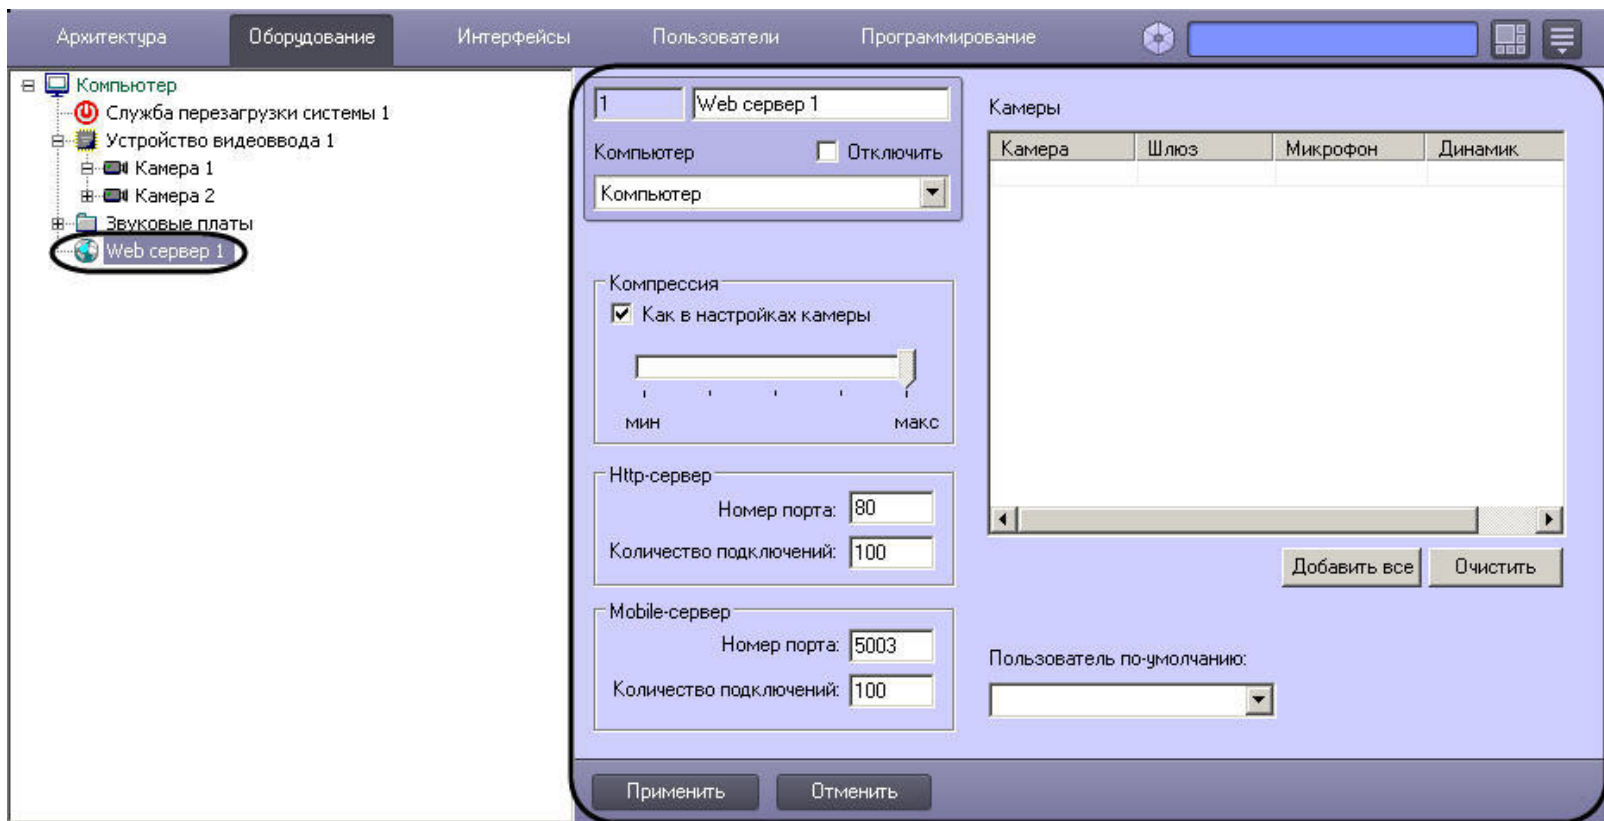 Архитектура Оборудование Интерфейсы Пользователи Программирование
Компьютер
Служба перезагрузки системы 1
Устройство видеоввода 1
Камера 1
Камера 2
Звуковые платы
Web сервер 1
1 Web сервер 1
Компьютер Отключить
Компьютер
Компрессия
Как в настройках камеры
мин макс
Http-сервер
Номер порта: 80
Количество подключений: 100
Mobile-сервер
Номер порта: 5003
Количество подключений: 100
Камеры
Камера Шлюз Микрофон Динамик
Добавить все Очистить
Пользователь по-умолчанию:
Применить Отменить